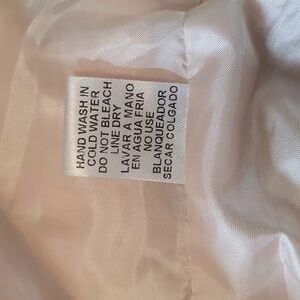 HAND WASH IN
COLD WATER
DO NOT BLEACH
LINE DRY
LAVAR A MANO
EN AGUA FRIA
NO USE
BLANQUEADOR
SECAR COLGADO